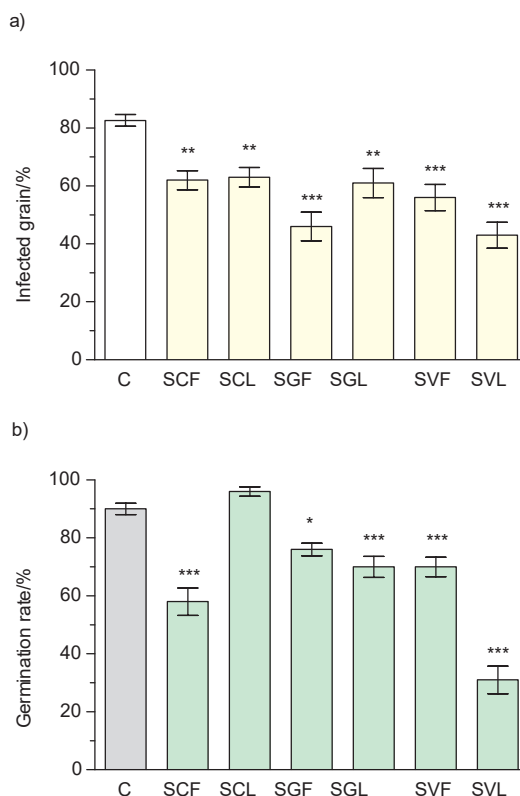 a)
100
80
60
40
20
0
Infected grain/%
** ** *** ** *** ***
C SCF SCL SGF SGL SVF SVL
b)
100
80
60
40
20
0
Germination rate/%
*** * *** *** ***
C SCF SCL SGF SGL SVF SVL